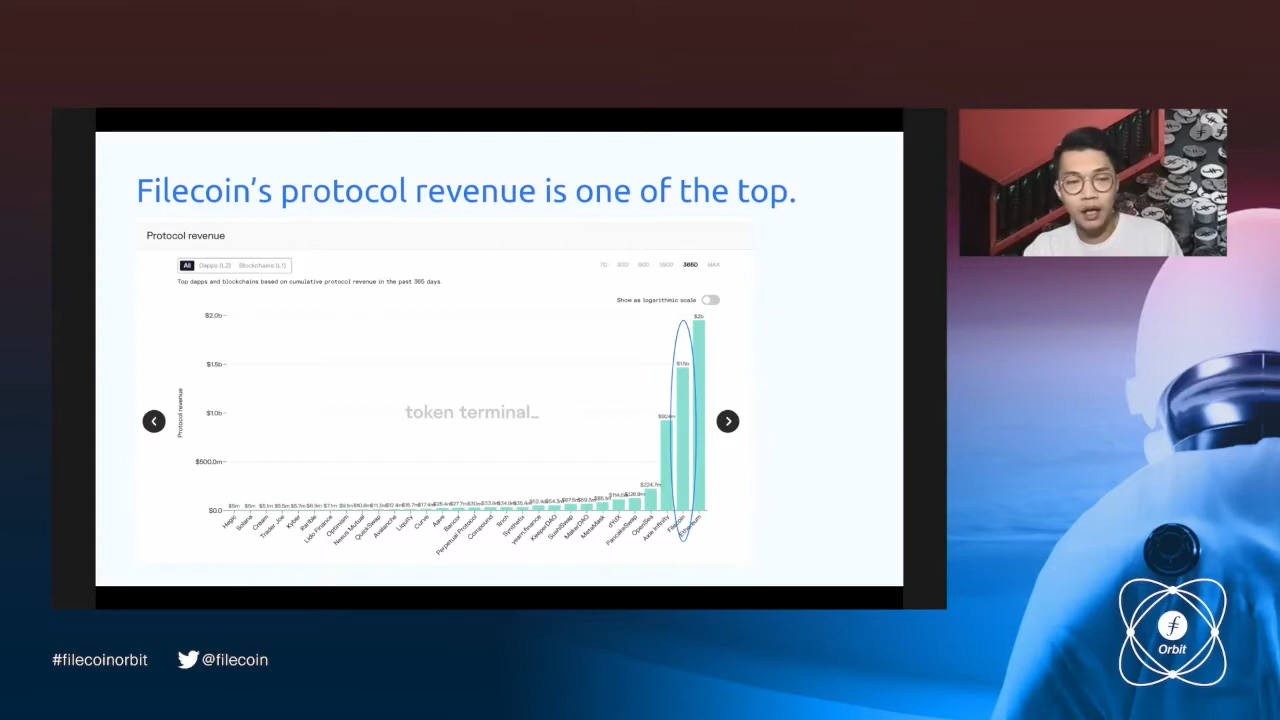 Filecoin's protocol revenue is one of the top.
Protocol revenue
All Dapps (L2) Blockchains (L1)
7D 30D 90D 180D 365D MAX
Top dapps and blockchains based on cumulative protocol revenue in the past 365 days.
Show as logarithmic scale
Protocol revenue
$2.0b
$1.5b
$1.0b
$500.0m
$0.0
token terminal_
$224.7m
$1.5b
$2b
Hegic
Solana
Cream
Trader Joe
Kyber
Rarible
Lido Finance
Optimism
Nexus Mutual
QuickSwap
Avalanche
Liquity
Curve
Aave
Bancor
Perpetual Protocol
Compound
1inch
Synthetix
yearn.finance
KeeperDAO
SushiSwap
MakerDAO
MetaMask
dYdX
PancakeSwap
OpenSea
Axie Infinity
Filecoin
Ethereum
#filecoinorbit
@filecoin
Orbit